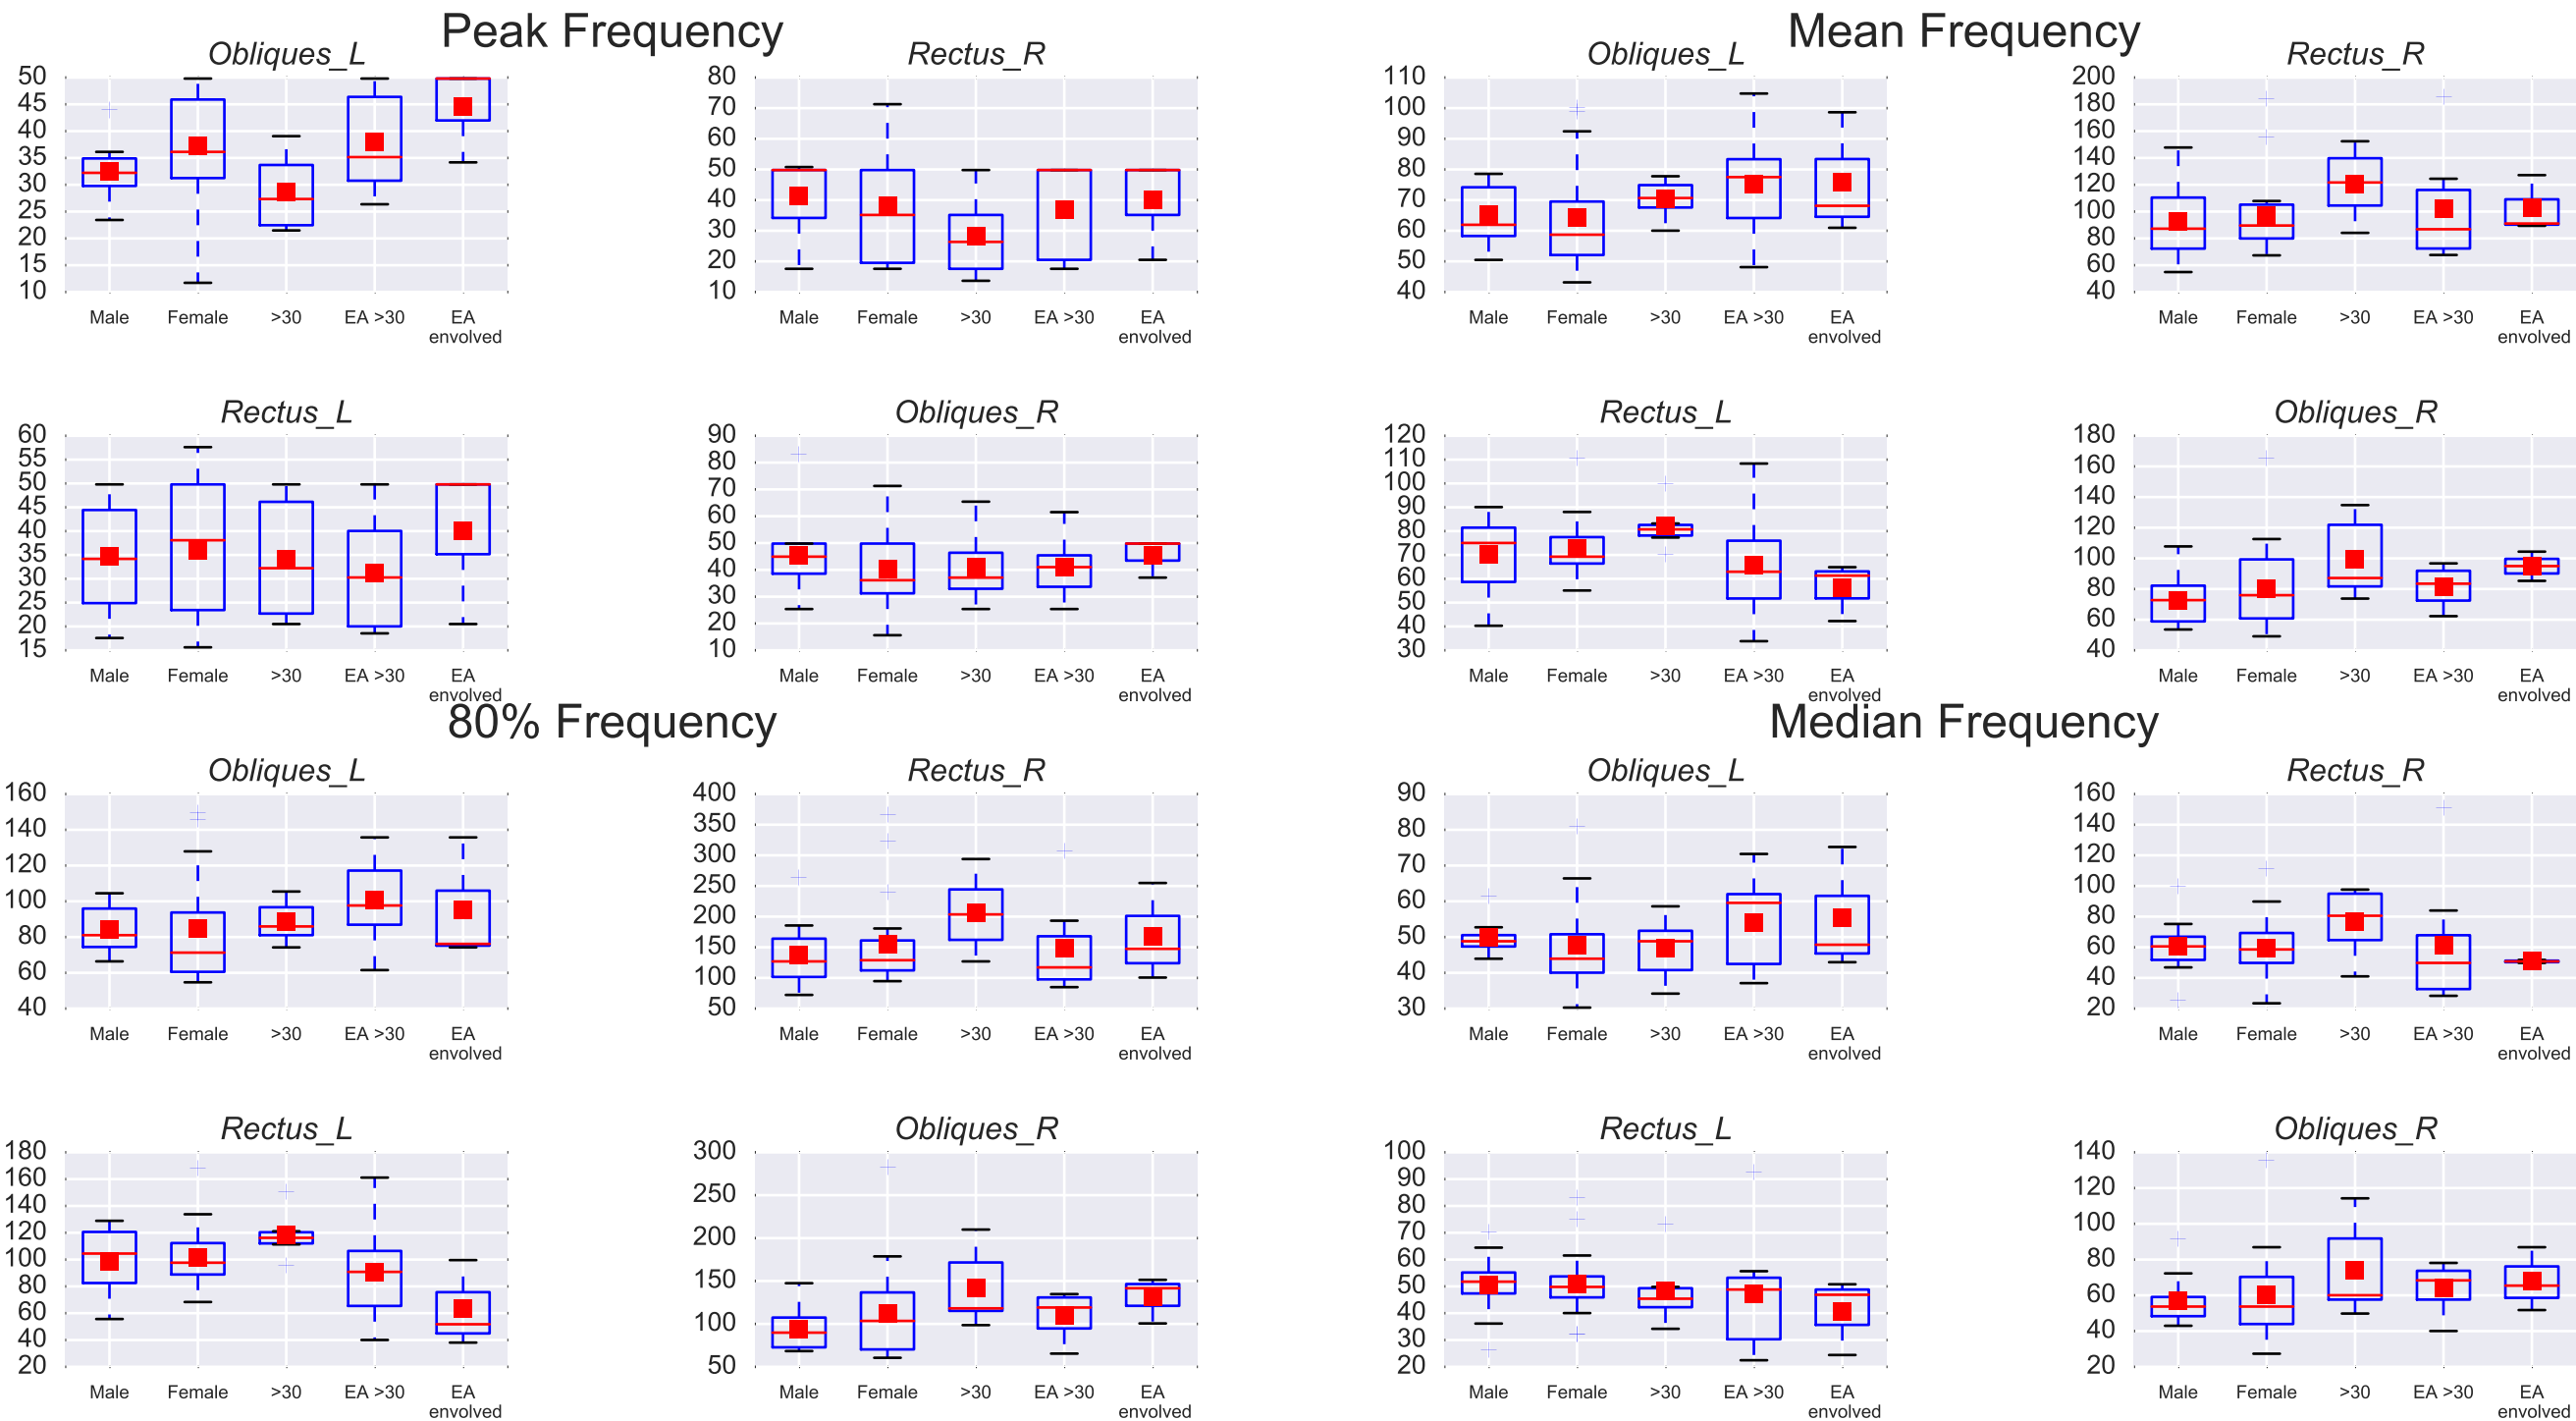 Peak Frequency
Mean Frequency
Obliques_L
50
45
40
35
30
25
20
15
10
Male Female >30 EA >30 EA
envolved
Rectus_R
80
70
60
50
40
30
20
10
Male Female >30 EA >30 EA
envolved
Obliques_L
110
100
90
80
70
60
50
40
Male Female >30 EA >30 EA
envolved
Rectus_R
200
180
160
140
120
100
80
60
40
Male Female >30 EA >30 EA
envolved
Rectus_L
60
55
50
45
40
35
30
25
20
15
Male Female >30 EA >30 EA
envolved
Obliques_R
90
80
70
60
50
40
30
20
10
Male Female >30 EA >30 EA
envolved
Rectus_L
120
110
100
90
80
70
60
50
40
30
Male Female >30 EA >30 EA
envolved
Obliques_R
180
160
140
120
100
80
60
40
Male Female >30 EA >30 EA
envolved
80% Frequency
Median Frequency
Obliques_L
160
140
120
100
80
60
40
Male Female >30 EA >30 EA
envolved
Rectus_R
400
350
300
250
200
150
100
50
Male Female >30 EA >30 EA
envolved
Obliques_L
90
80
70
60
50
40
30
Male Female >30 EA >30 EA
envolved
Rectus_R
160
140
120
100
80
60
40
20
Male Female >30 EA >30 EA
envolved
Rectus_L
180
160
140
120
100
80
60
40
20
Male Female >30 EA >30 EA
envolved
Obliques_R
300
250
200
150
100
50
Male Female >30 EA >30 EA
envolved
Rectus_L
100
90
80
70
60
50
40
30
20
Male Female >30 EA >30 EA
envolved
Obliques_R
140
120
100
80
60
40
20
Male Female >30 EA >30 EA
envolved